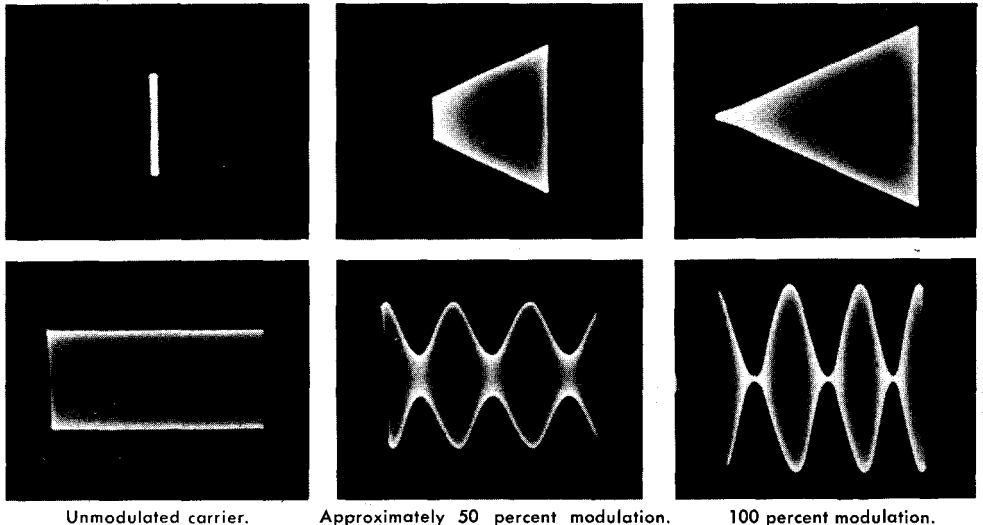 Unmodulated carrier.
Approximately 50 percent modulation.
100 percent modulation.